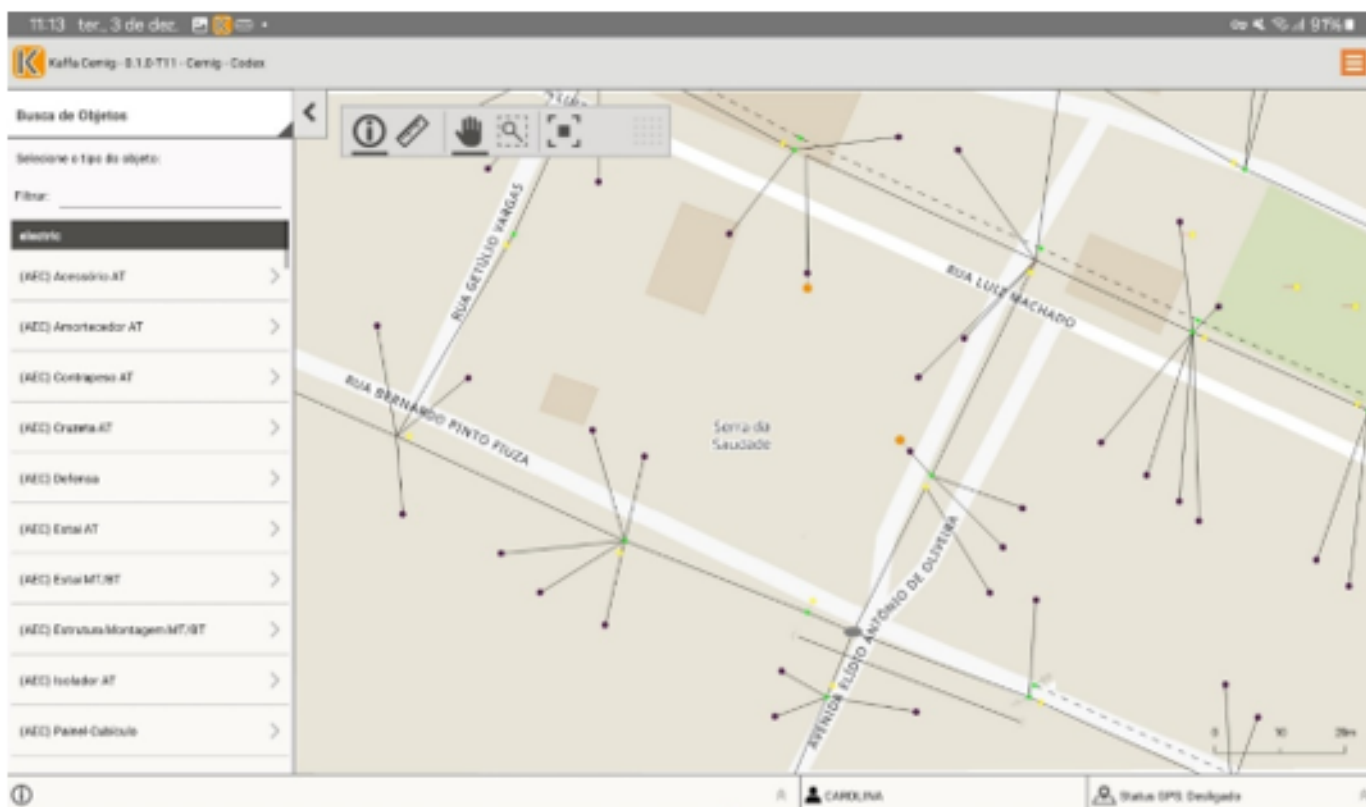 11:13 ter., 3 de dez.
91%
Kaffa Cemig - 0.1.0-T11 - Cemig - Codex
Busca de Objetos
Selecione o tipo do objeto:
Filtrar:
electric
(AEC) Acessório AT
(AEC) Amortecedor AT
(AEC) Contrapeso AT
(AEC) Cruzeta AT
(AEC) Defensa
(AEC) Estai AT
(AEC) Estai MT/BT
(AEC) Estrutura Montagem MT/BT
(AEC) Isolador AT
(AEC) Painel-Cubículo
RUA GETÚLIO VARGAS
RUA LUIZ MACHADO
RUA BERNARDO PINTO FIUZA
Serra da
Saudade
AVENIDA ELÍDIO ANTÔNIO DE OLIVEIRA
0 10 20m
CAROLINA
Status GPS: Desligado